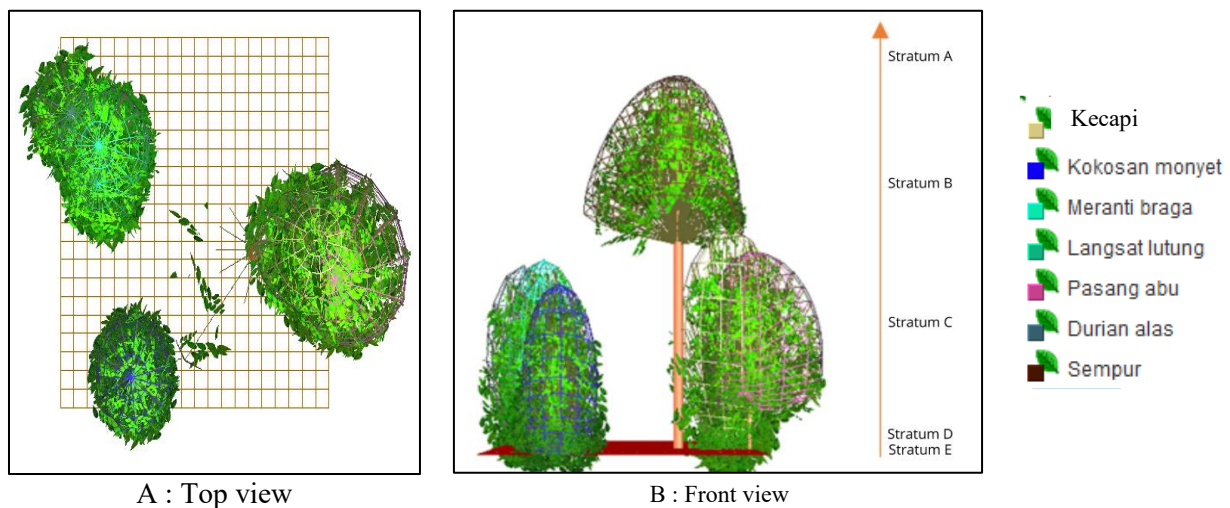 Stratum A
Stratum B
Stratum C
Stratum D
Stratum E
Kecapi
Kokosan monyet
Meranti braga
Langsat lutung
Pasang abu
Durian alas
Sempur
A : Top view
B : Front view